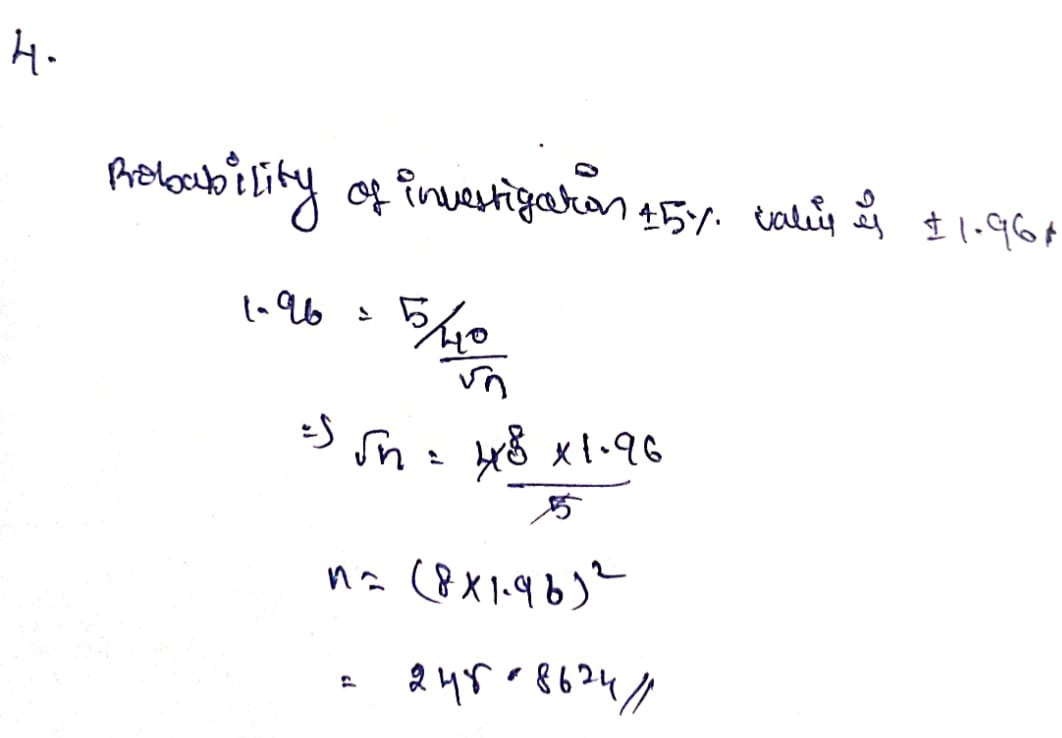 4.
Probability of investigation ±5% value is ±1.96
1.96 = 5/40/√n
=> √n = 48 x 1.96
5
n = (8 x 1.96)²
= 245.8624 //